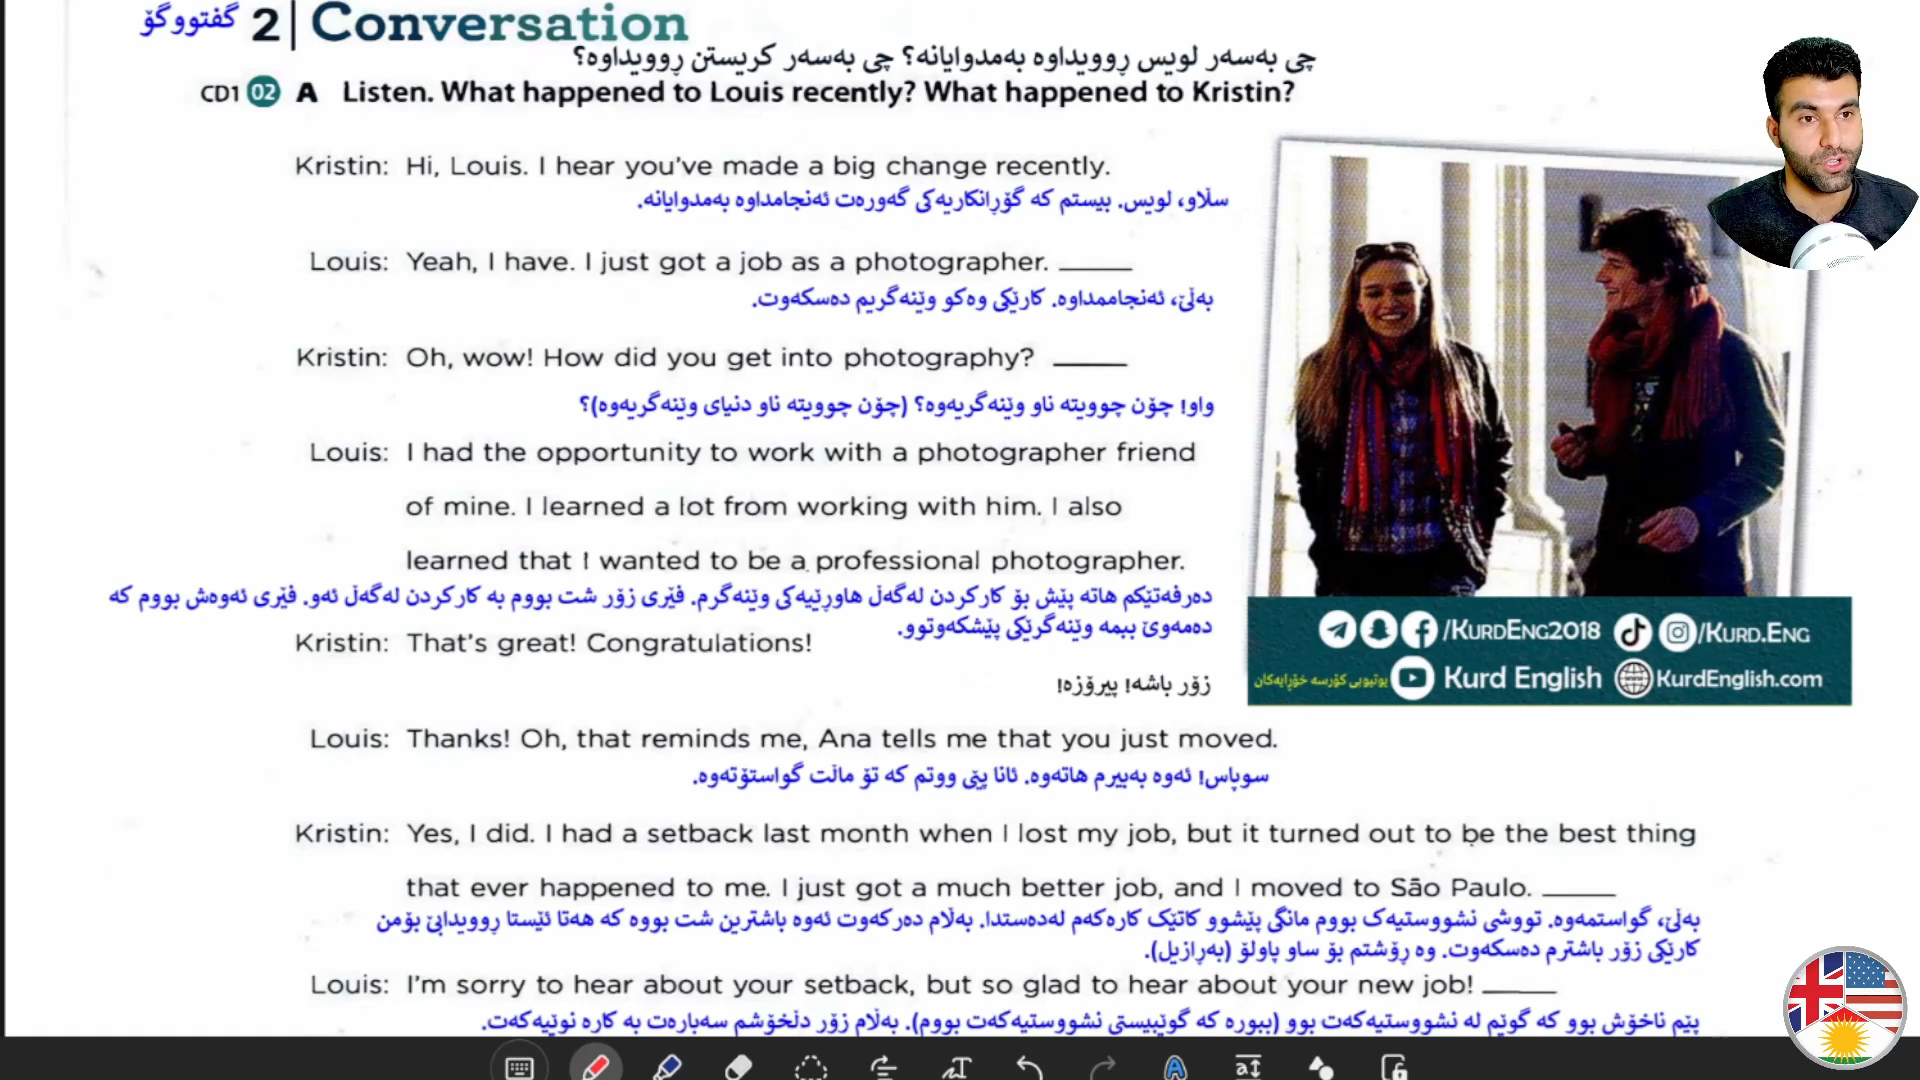 گفتووگۆ 2 | Conversation
چی بەسەر لویس ڕوویداوە بەمدوایانە؟ چی بەسەر کریستن ڕوویداوە؟
CD1 02 A Listen. What happened to Louis recently? What happened to Kristin?
Kristin: Hi, Louis. I hear you've made a big change recently.
سڵاو، لویس. بیستم کە گۆڕانکاریەکی گەورەت ئەنجامداوە بەمدوایانە.
Louis: Yeah, I have. I just got a job as a photographer. _____
بەڵێ، ئەنجاممداوە. کارێکی وەکو وێنەگریم دەسکەوت.
Kristin: Oh, wow! How did you get into photography? _____
واو! چۆن چوویتە ناو وێنەگریەوە؟ (چۆن چوویتە ناو دنیای وێنەگریەوە)؟
Louis: I had the opportunity to work with a photographer friend
of mine. I learned a lot from working with him. I also
learned that I wanted to be a professional photographer.
دەرفەتێکم هاتە پێش بۆ کارکردن لەگەڵ هاوڕێیەکی وێنەگرم. فێری زۆر شت بووم بە کارکردن لەگەڵ ئەو. فێری ئەوەش بووم کە
دەمەوێ ببمە وێنەگرێکی پێشکەوتوو.
Kristin: That's great! Congratulations!
زۆر باشە! پیرۆزە!
Louis: Thanks! Oh, that reminds me, Ana tells me that you just moved.
سوپاس! ئەوە بەبیرم هاتەوە. ئانا پێی ووتم کە تۆ ماڵت گواستۆتەوە.
Kristin: Yes, I did. I had a setback last month when I lost my job, but it turned out to be the best thing
that ever happened to me. I just got a much better job, and I moved to São Paulo. _____
بەڵێ، گواستمەوە. تووشی نشووستیەک بووم مانگی پێشوو کاتێک کارەکەم لەدەستدا. بەڵام دەرکەوت ئەوە باشترین شت بووە کە هەتا ئێستا ڕوویدابێ بۆمن
کارێکی زۆر باشترم دەسکەوت. وە ڕۆشتم بۆ ساو پاولۆ (بەڕازیل).
Louis: I'm sorry to hear about your setback, but so glad to hear about your new job! _____
پێم ناخۆش بوو کە گوێم لە نشووستیەکەت بوو (ببورە کە گوێبیستی نشووستیەکەت بووم). بەڵام زۆر دڵخۆشم سەبارەت بە کارە نوێیەکەت.
/KurdEng2018 /Kurd.Eng
یوتیوبی کۆرسە خۆڕایەکان Kurd English KurdEnglish.com